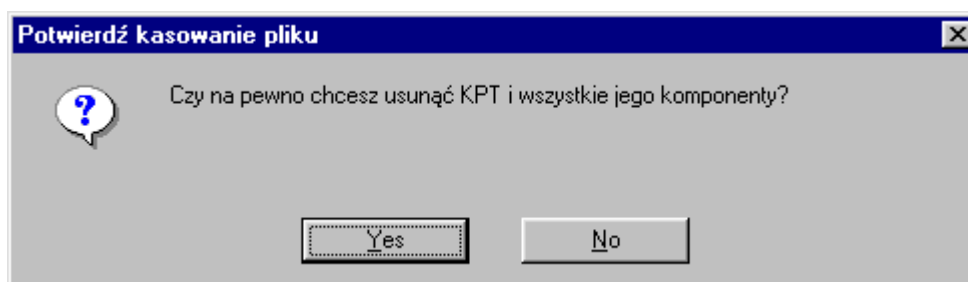 Potwierdź kasowanie pliku
Czy na pewno chcesz usunąć KPT i wszystkie jego komponenty?
Yes
No